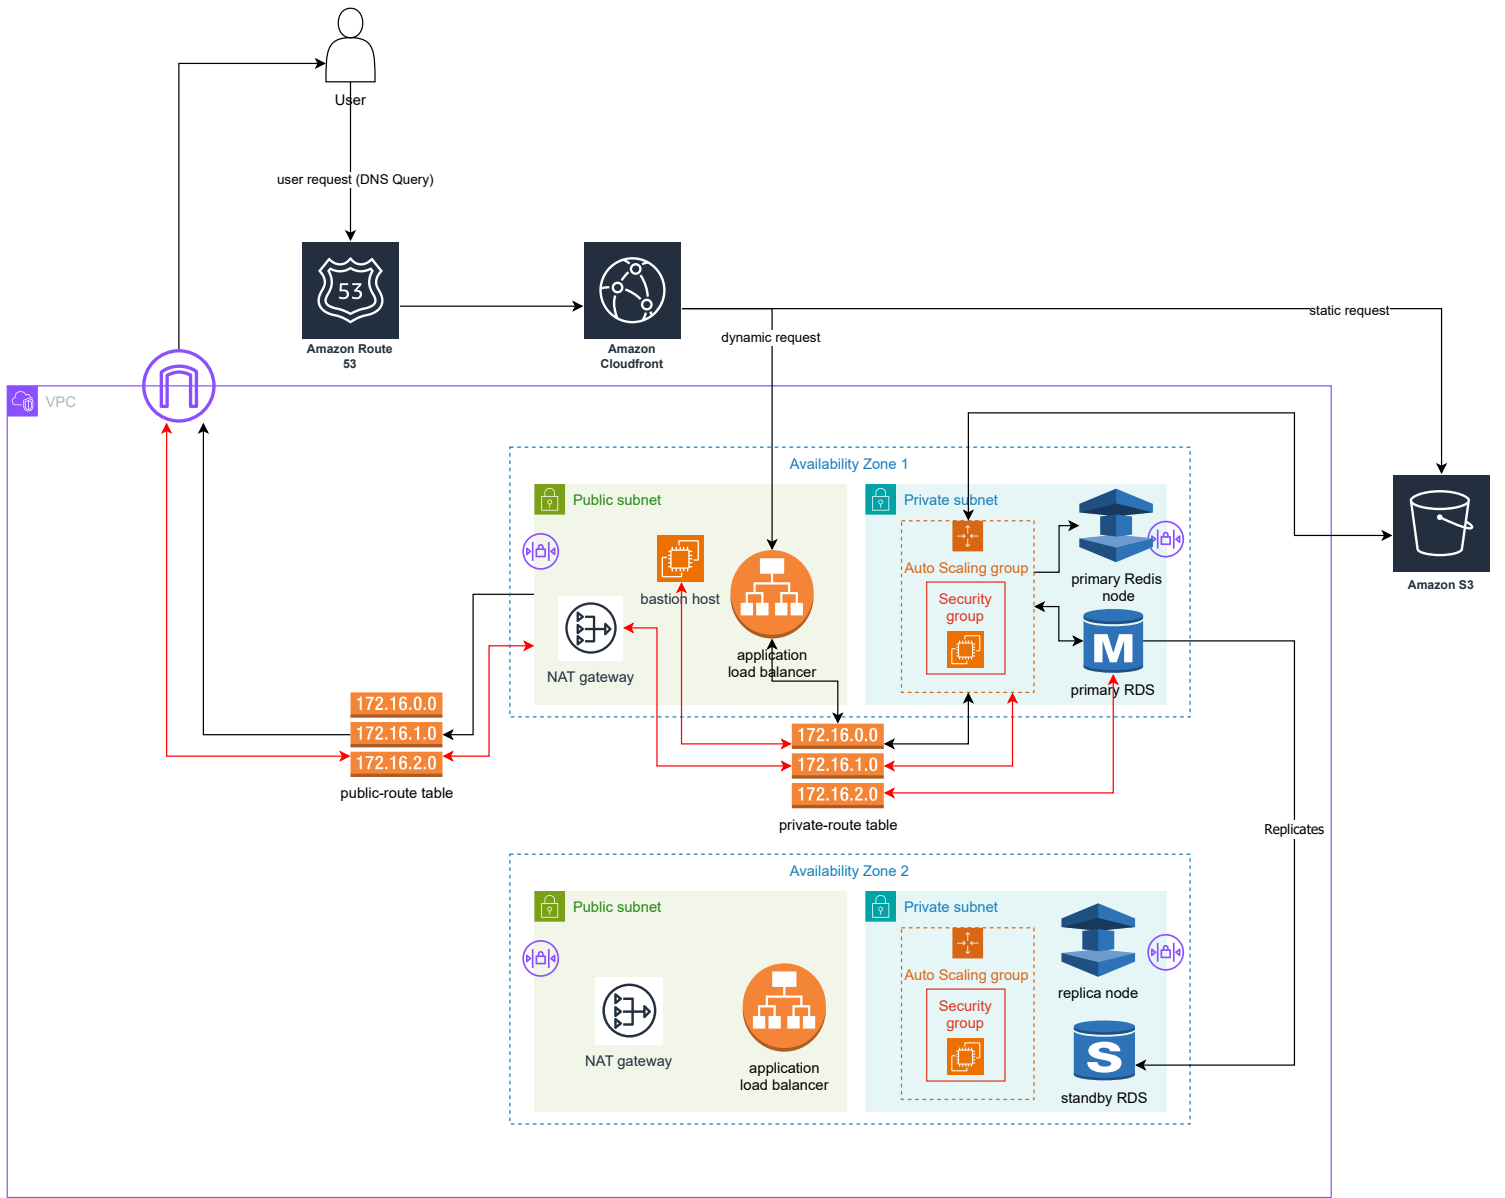 User
user request (DNS Query)
53
Amazon Route
53
Amazon
Cloudfront
static request
dynamic request
VPC
Availability Zone 1
Public subnet
Private subnet
Auto Scaling group
Security
group
primary Redis
node
Amazon S3
bastion host
application
load balancer
NAT gateway
M
primary RDS
172.16.0.0
172.16.1.0
172.16.2.0
public-route table
172.16.0.0
172.16.1.0
172.16.2.0
private-route table
Replicates
Availability Zone 2
Public subnet
Private subnet
Auto Scaling group
Security
group
replica node
NAT gateway
application
load balancer
S
standby RDS